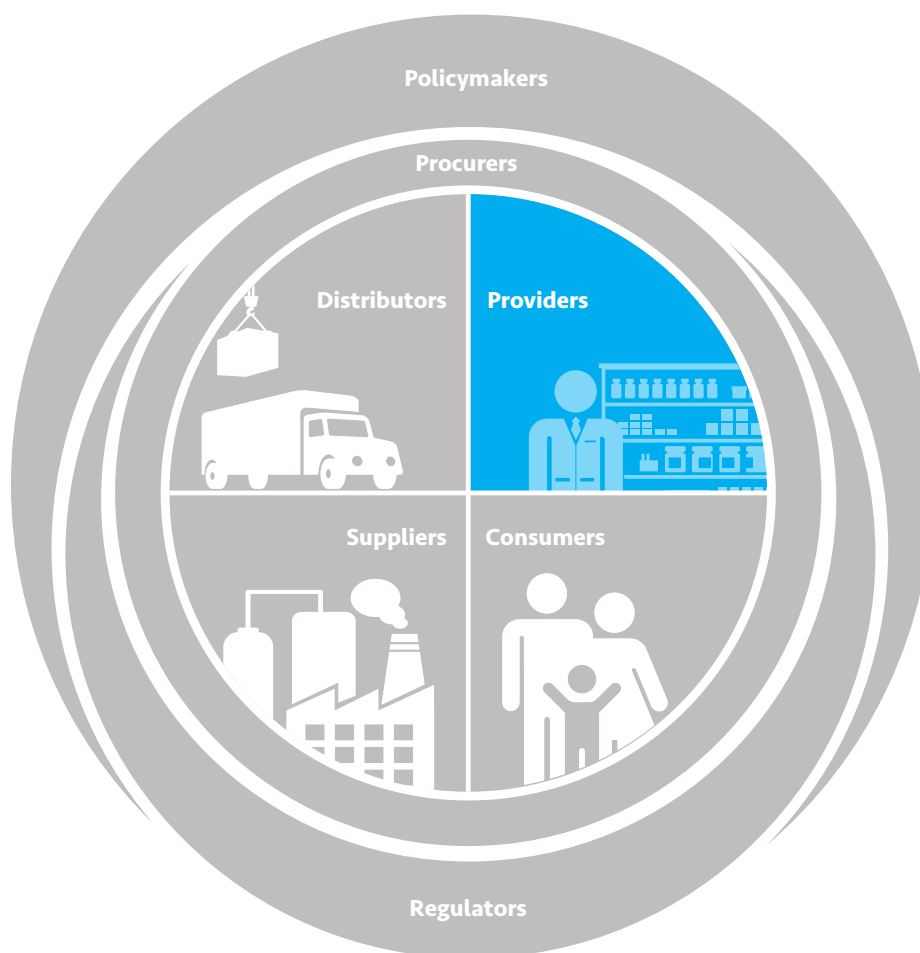 Policymakers
Procurers
Distributors
Providers
Suppliers
Consumers
Regulators